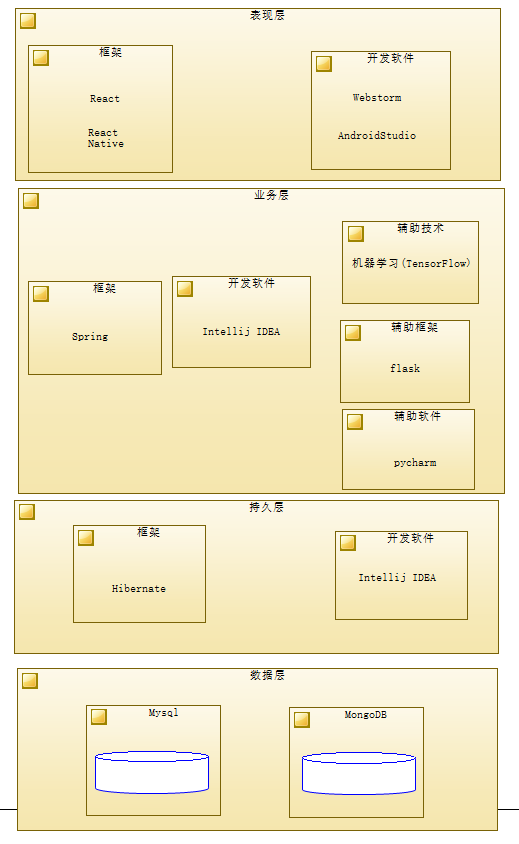 表现层
框架
React
React
Native
开发软件
Webstorm
AndroidStudio
业务层
框架
Spring
开发软件
Intellij IDEA
辅助技术
机器学习(TensorFlow)
辅助框架
flask
辅助软件
pycharm
持久层
框架
Hibernate
开发软件
Intellij IDEA
数据层
Mysql
MongoDB